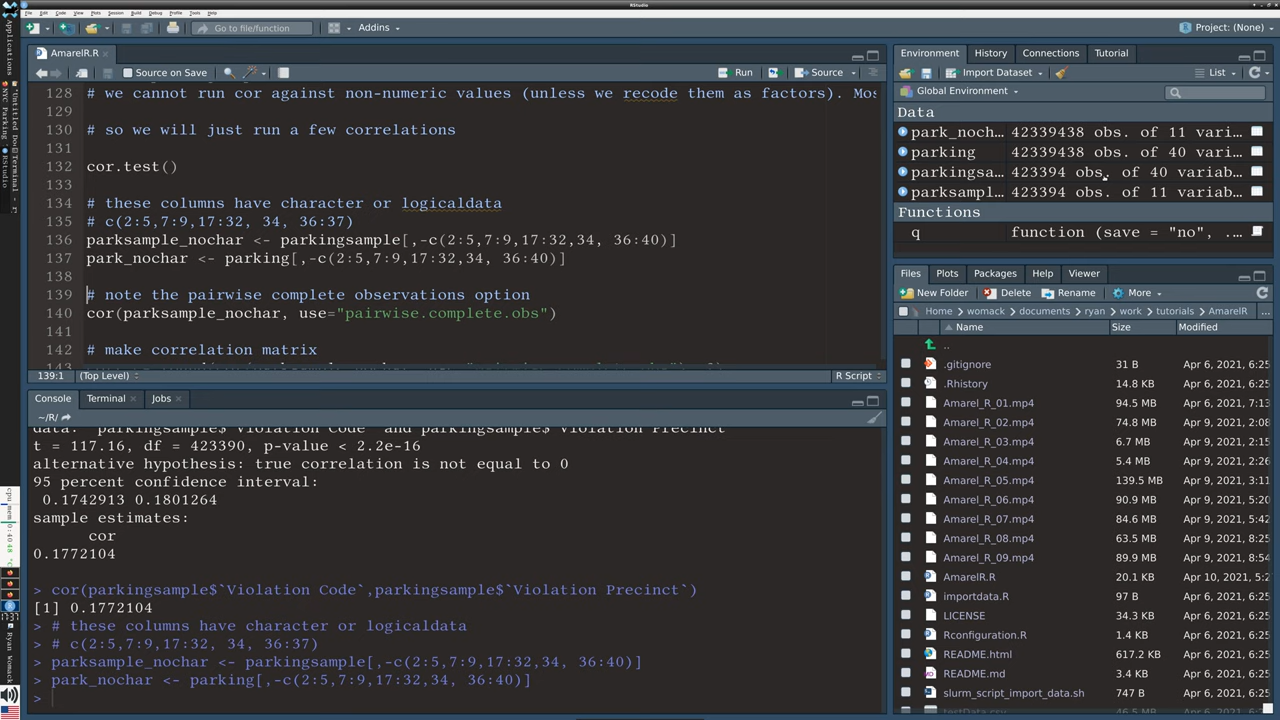 RStudio
File Edit Code View Plots Session Build Debug Profile Tools Help
Go to file/function
Addins
Project: (None)
AmarelR.R
Source on Save
Run
Source
128 # we cannot run cor against non-numeric values (unless we recode them as factors). Mos
129
130 # so we will just run a few correlations
131
132 cor.test()
133
134 # these columns have character or logicaldata
135 # c(2:5,7:9,17:32, 34, 36:37)
136 parksample_nochar <- parkingsample[,-c(2:5,7:9,17:32,34, 36:40)]
137 park_nochar <- parking[,-c(2:5,7:9,17:32,34, 36:40)]
138
139 # note the pairwise complete observations option
140 cor(parksample_nochar, use="pairwise.complete.obs")
141
142 # make correlation matrix
143
139:1 (Top Level) R Script
Console Terminal Jobs
~/R/
data: parkingsample$`Violation Code` and parkingsample$`Violation Precinct`
t = 117.16, df = 423390, p-value < 2.2e-16
alternative hypothesis: true correlation is not equal to 0
95 percent confidence interval:
0.1742913 0.1801264
sample estimates:
cor
0.1772104
> cor(parkingsample$`Violation Code`,parkingsample$`Violation Precinct`)
[1] 0.1772104
> # these columns have character or logicaldata
> # c(2:5,7:9,17:32, 34, 36:37)
> parksample_nochar <- parkingsample[,-c(2:5,7:9,17:32,34, 36:40)]
> park_nochar <- parking[,-c(2:5,7:9,17:32,34, 36:40)]
>
Environment History Connections Tutorial
Import Dataset
List
Global Environment
Data
park_noch… 42339438 obs. of 11 vari…
parking 42339438 obs. of 40 vari…
parkingsa… 423394 obs. of 40 variab…
parksampl… 423394 obs. of 11 variab…
Functions
q function (save = "no", …
Files Plots Packages Help Viewer
New Folder Delete Rename More
Home womack documents ryan work tutorials AmarelR
Name Size Modified
..
.gitignore 31 B Apr 6, 2021, 6:25
.Rhistory 14.8 KB Apr 6, 2021, 6:25
Amarel_R_01.mp4 94.5 MB Apr 6, 2021, 7:13
Amarel_R_02.mp4 74.8 MB Apr 6, 2021, 2:08
Amarel_R_03.mp4 6.7 MB Apr 6, 2021, 2:14
Amarel_R_04.mp4 5.4 MB Apr 6, 2021, 2:26
Amarel_R_05.mp4 139.5 MB Apr 6, 2021, 3:11
Amarel_R_06.mp4 90.9 MB Apr 6, 2021, 5:20
Amarel_R_07.mp4 84.6 MB Apr 9, 2021, 5:42
Amarel_R_08.mp4 63.5 MB Apr 9, 2021, 8:25
Amarel_R_09.mp4 89.9 MB Apr 9, 2021, 8:54
AmarelR.R 20.1 KB Apr 10, 2021, 5
importdata.R 97 B Apr 6, 2021, 6:25
LICENSE 34.3 KB Apr 6, 2021, 6:25
Rconfiguration.R 1.4 KB Apr 6, 2021, 6:25
README.html 617.2 KB Apr 6, 2021, 6:25
README.md 713 B Apr 6, 2021, 6:25
slurm_script_import_data.sh 747 B Apr 6, 2021, 6:25
Applications
Terminal
RStudio
cpu mem
17:37
Ryan Womack